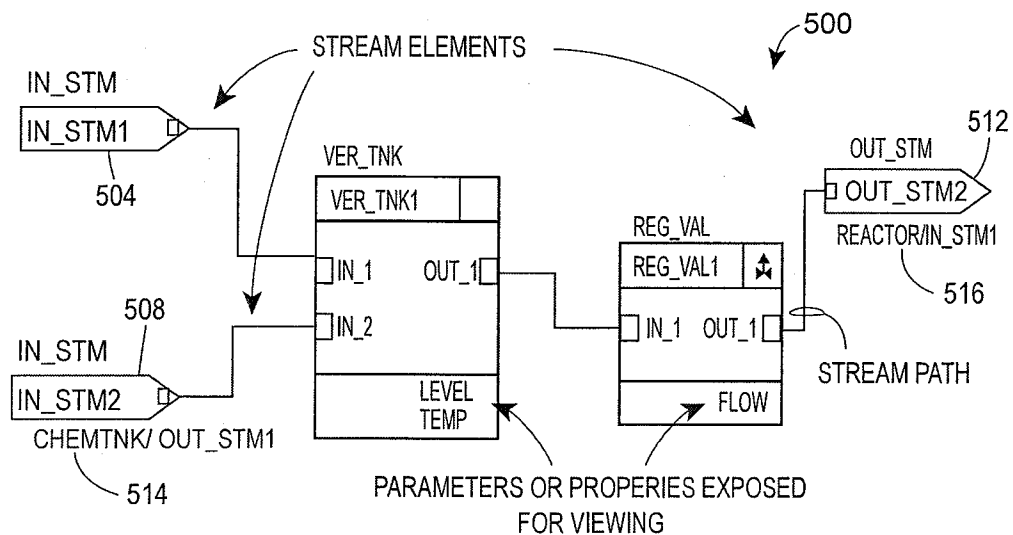 500
STREAM ELEMENTS
IN_STM
IN_STM1
504
512
OUT_STM
OUT_STM2
REACTOR/IN_STM1
516
VER_TNK
VER_TNK1
IN_1
OUT_1
IN_2
LEVEL
TEMP
REG_VAL
REG_VAL1
IN_1
OUT_1
FLOW
STREAM PATH
508
IN_STM
IN_STM2
CHEMTNK/ OUT_STM1
514
PARAMETERS OR PROPERIES EXPOSED
FOR VIEWING